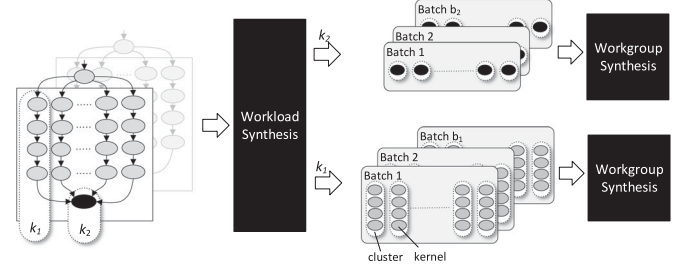 k1
k2
Workload
Synthesis
k2
Batch b2
Batch 2
Batch 1
Workgroup
Synthesis
k1
Batch b1
Batch 2
Batch 1
cluster
kernel
Workgroup
Synthesis